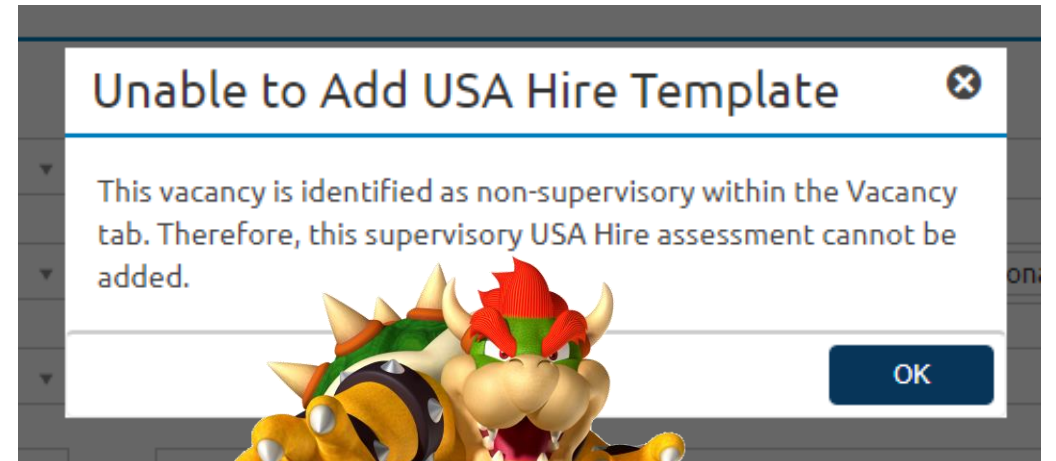 Unable to Add USA Hire Template
This vacancy is identified as non-supervisory within the Vacancy
tab. Therefore, this supervisory USA Hire assessment cannot be
added.
OK